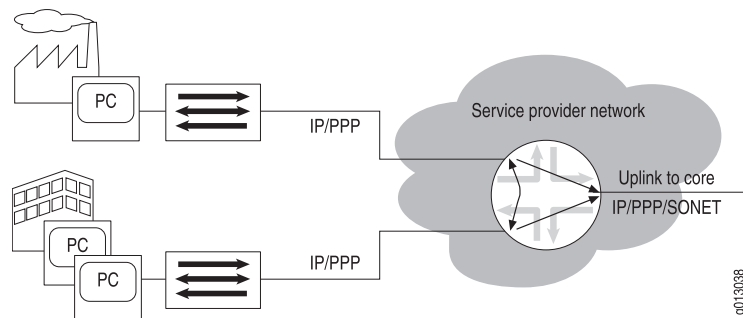 PC
IP/PPP
Service provider network
Uplink to core
IP/PPP/SONET
PC
PC
IP/PPP
g013038